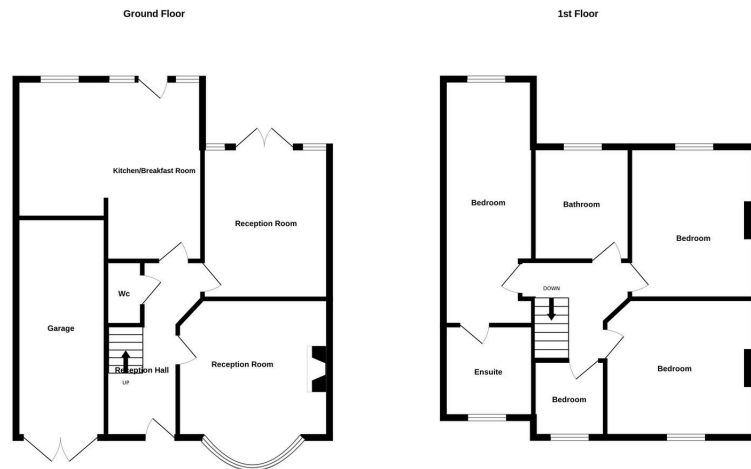 Ground Floor
Kitchen/Breakfast Room
Reception Room
Wc
Garage
Reception Room
Reception Hall
UP
1st Floor
Bedroom
Bathroom
Bedroom
DOWN
Ensuite
Bedroom
Bedroom